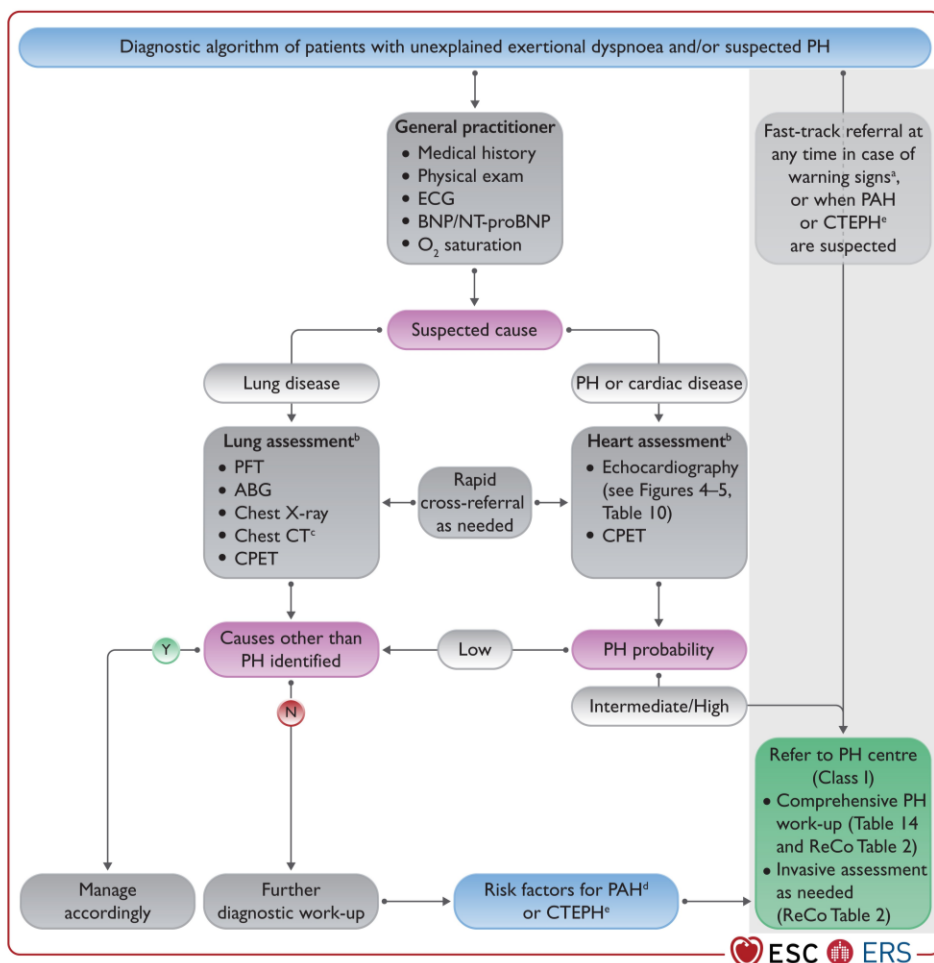 Diagnostic algorithm of patients with unexplained exertional dyspnoea and/or suspected PH
General practitioner
• Medical history
• Physical exam
• ECG
• BNP/NT-proBNP
• O₂ saturation
Fast-track referral at
any time in case of
warning signsᵃ,
or when PAH
or CTEPHᵉ
are suspected
Suspected cause
Lung disease
PH or cardiac disease
Lung assessmentᵇ
• PFT
• ABG
• Chest X-ray
• Chest CTᶜ
• CPET
Rapid
cross-referral
as needed
Heart assessmentᵇ
• Echocardiography
(see Figures 4–5,
Table 10)
• CPET
Y
Causes other than
PH identified
Low
PH probability
N
Intermediate/High
Refer to PH centre
(Class I)
• Comprehensive PH
work-up (Table 14
and ReCo Table 2)
• Invasive assessment
as needed
(ReCo Table 2)
Manage
accordingly
Further
diagnostic work-up
Risk factors for PAHᵈ
or CTEPHᵉ
ESC ERS